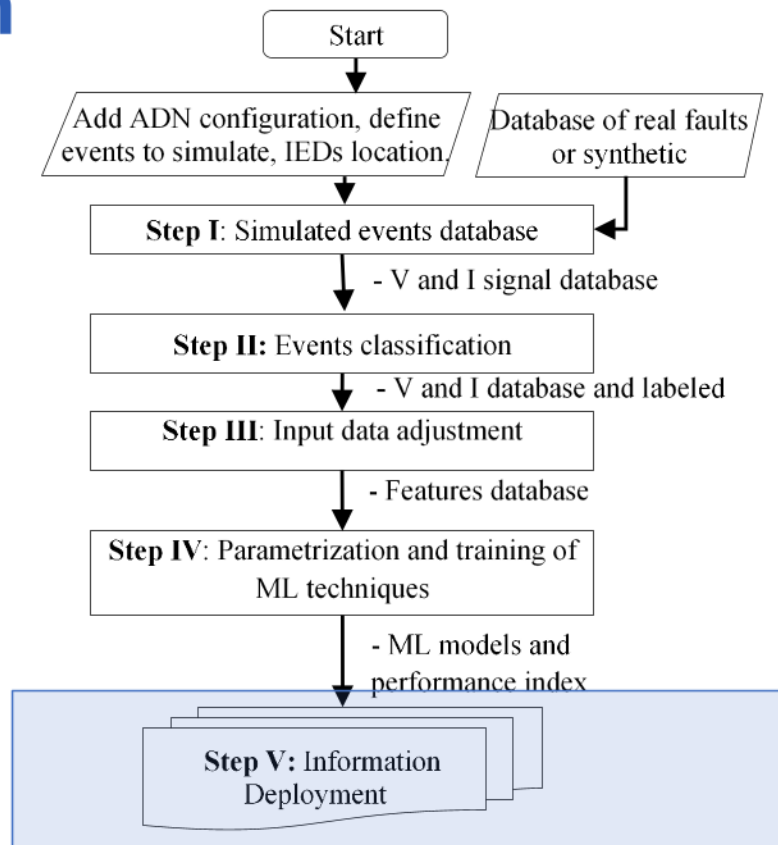 n
Start
Add ADN configuration, define
events to simulate, IEDs location.
Database of real faults
or synthetic
Step I: Simulated events database
- V and I signal database
Step II: Events classification
- V and I database and labeled
Step III: Input data adjustment
- Features database
Step IV: Parametrization and training of
ML techniques
- ML models and
performance index
Step V: Information
Deployment